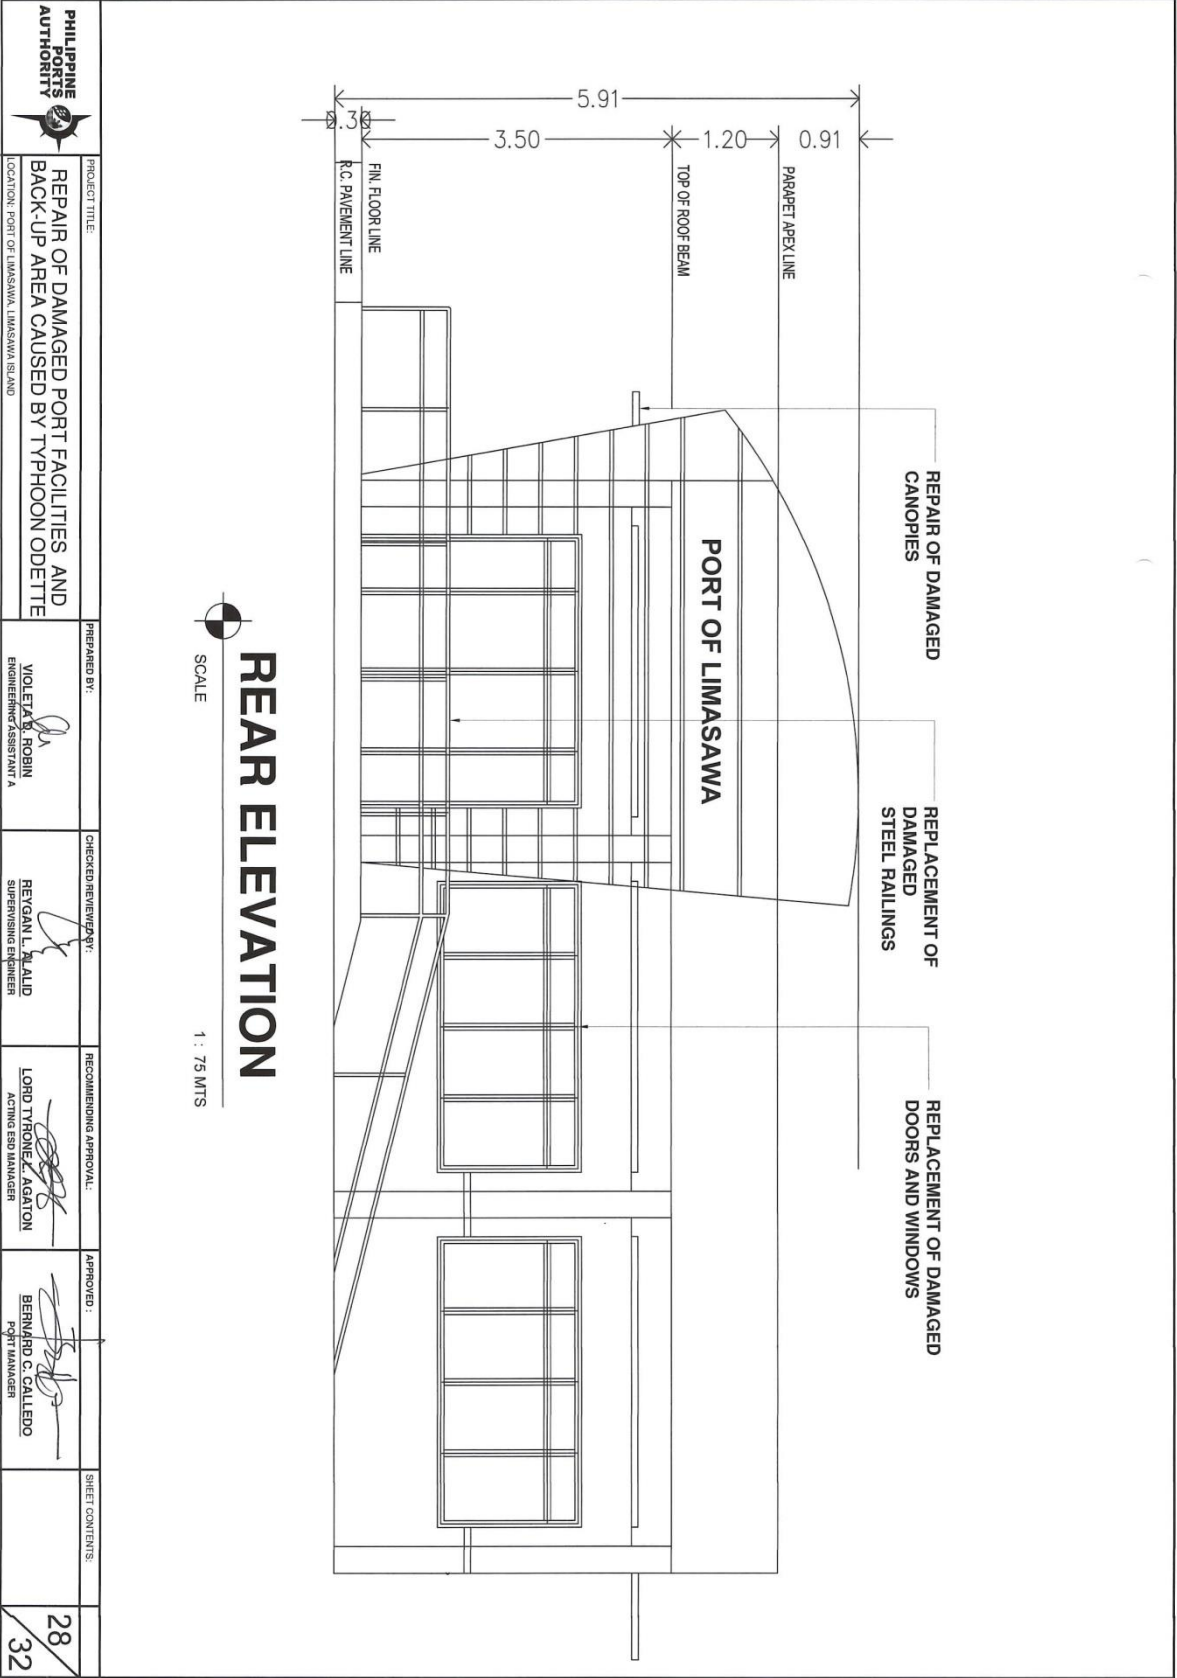 REPAIR OF DAMAGED
CANOPIES
REPLACEMENT OF
DAMAGED
STEEL RAILINGS
REPLACEMENT OF DAMAGED
DOORS AND WINDOWS
5.91
0.91
1.20
3.50
PARAPET APEX LINE
TOP OF ROOF BEAM
FIN. FLOOR LINE
R.C. PAVEMENT LINE
PORT OF LIMASAWA
REAR ELEVATION
SCALE
1 : 75 MTS
PHILIPPINE
PORTS
AUTHORITY
PROJECT TITLE:
REPAIR OF DAMAGED PORT FACILITIES AND
BACK-UP AREA CAUSED BY TYPHOON ODETTE
LOCATION: PORT OF LIMASAWA, LIMASAWA ISLAND
PREPARED BY:
VIOLETA D. ROBIN
ENGINEERING ASSISTANT A
CHECKED/REVIEWED BY:
REYGAN L. ALALID
SUPERVISING ENGINEER
RECOMMENDING APPROVAL:
LORD TYRONE L. AGATON
ACTING ESD MANAGER
APPROVED :
BERNARD C. CALLEDO
PORT MANAGER
SHEET CONTENTS:
28
32